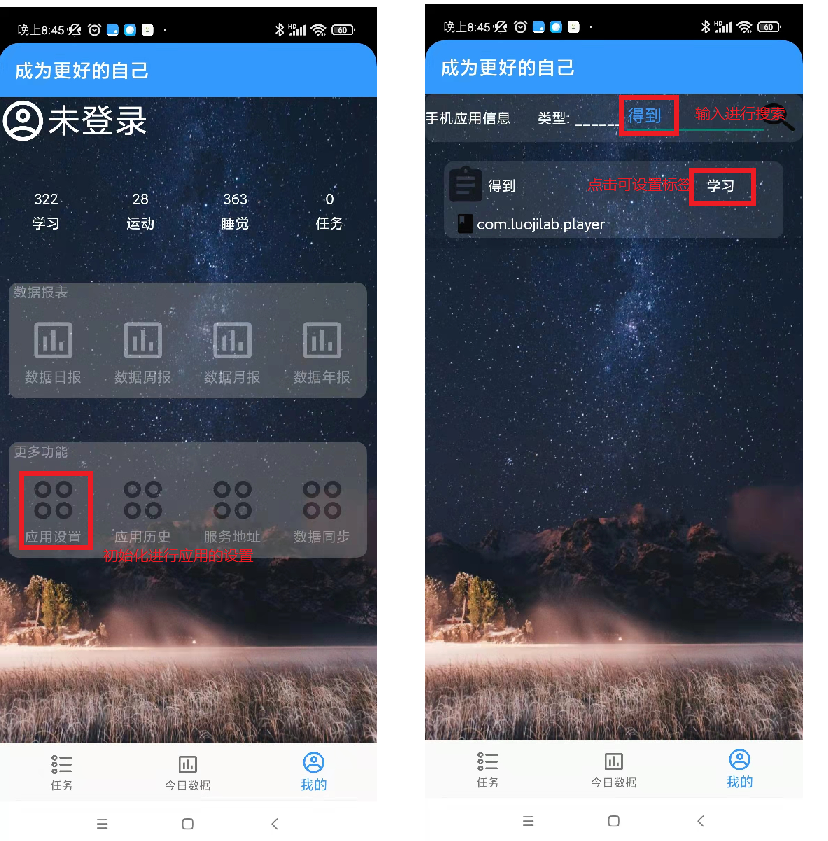 晚上8:45
60
成为更好的自己
未登录
322 28 363 0
学习 运动 睡觉 任务
数据报表
数据日报 数据周报 数据月报 数据年报
更多功能
应用设置 应用历史 服务地址 数据同步
初始化进行应用的设置
任务 今日数据 我的
晚上8:45
60
成为更好的自己
手机应用信息 类型: ______ 得到 输入进行搜索
得到 点击可设置标签 学习
com.luojilab.player
任务 今日数据 我的